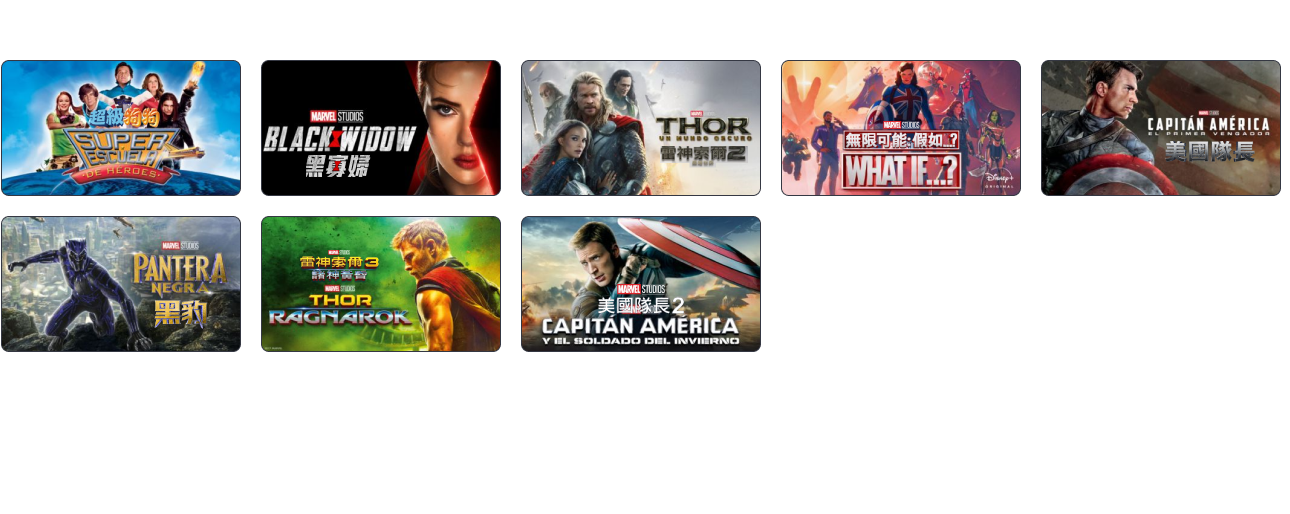 超級狗狗
SUPER
ESCUELA
DE HÉROES
MARVEL STUDIOS
BLACK WIDOW
黑寡婦
MARVEL
THOR
UN MUNDO OSCURO
雷神索爾2
MARVEL STUDIOS
無限可能:假如...?
WHAT IF...?
Disney+
ORIGINAL
CAPITÁN AMÉRICA
EL PRIMER VENGADOR
美國隊長
MARVEL STUDIOS
PANTERA
NEGRA
黑豹
雷神索爾3
諸神黃昏
MARVEL STUDIOS
THOR
RAGNAROK
MARVEL STUDIOS
美國隊長2
CAPITÁN AMÉRICA
Y EL SOLDADO DEL INVIERNO